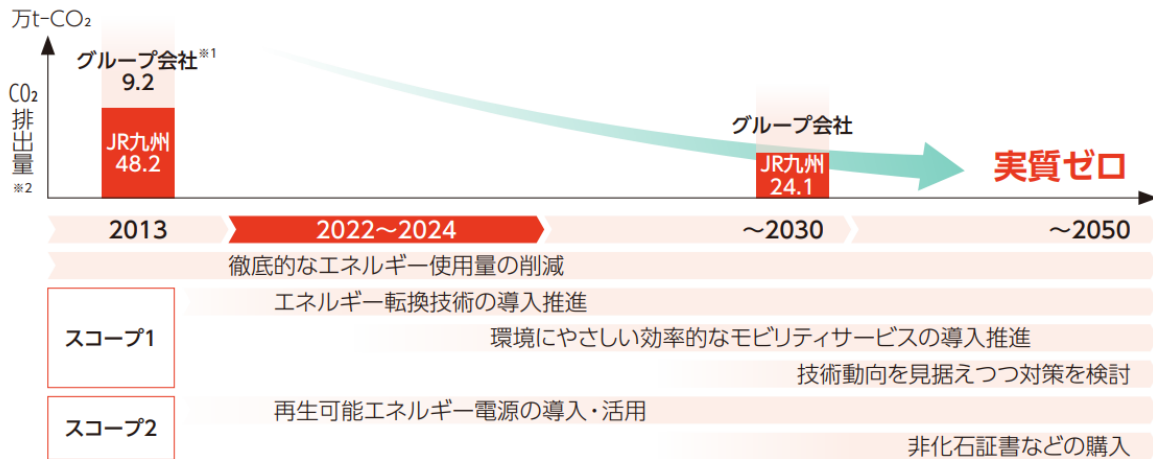 万t-CO₂
グループ会社※1
9.2
CO₂排出量
※2
JR九州
48.2
グループ会社
JR九州
24.1
実質ゼロ
2013
2022～2024
～2030
～2050
徹底的なエネルギー使用量の削減
スコープ1
エネルギー転換技術の導入推進
環境にやさしい効率的なモビリティサービスの導入推進
技術動向を見据えつつ対策を検討
スコープ2
再生可能エネルギー電源の導入・活用
非化石証書などの購入